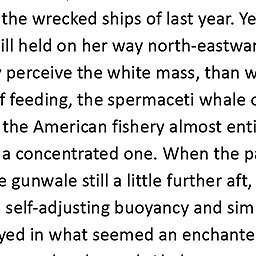 the wrecked ships of last year. Ye
ill held on her way north-eastwar
perceive the white mass, than w
f feeding, the spermaceti whale
the American fishery almost enti
a concentrated one. When the pa
e gunwale still a little further aft,
self-adjusting buoyancy and sim
yed in what seemed an enchante